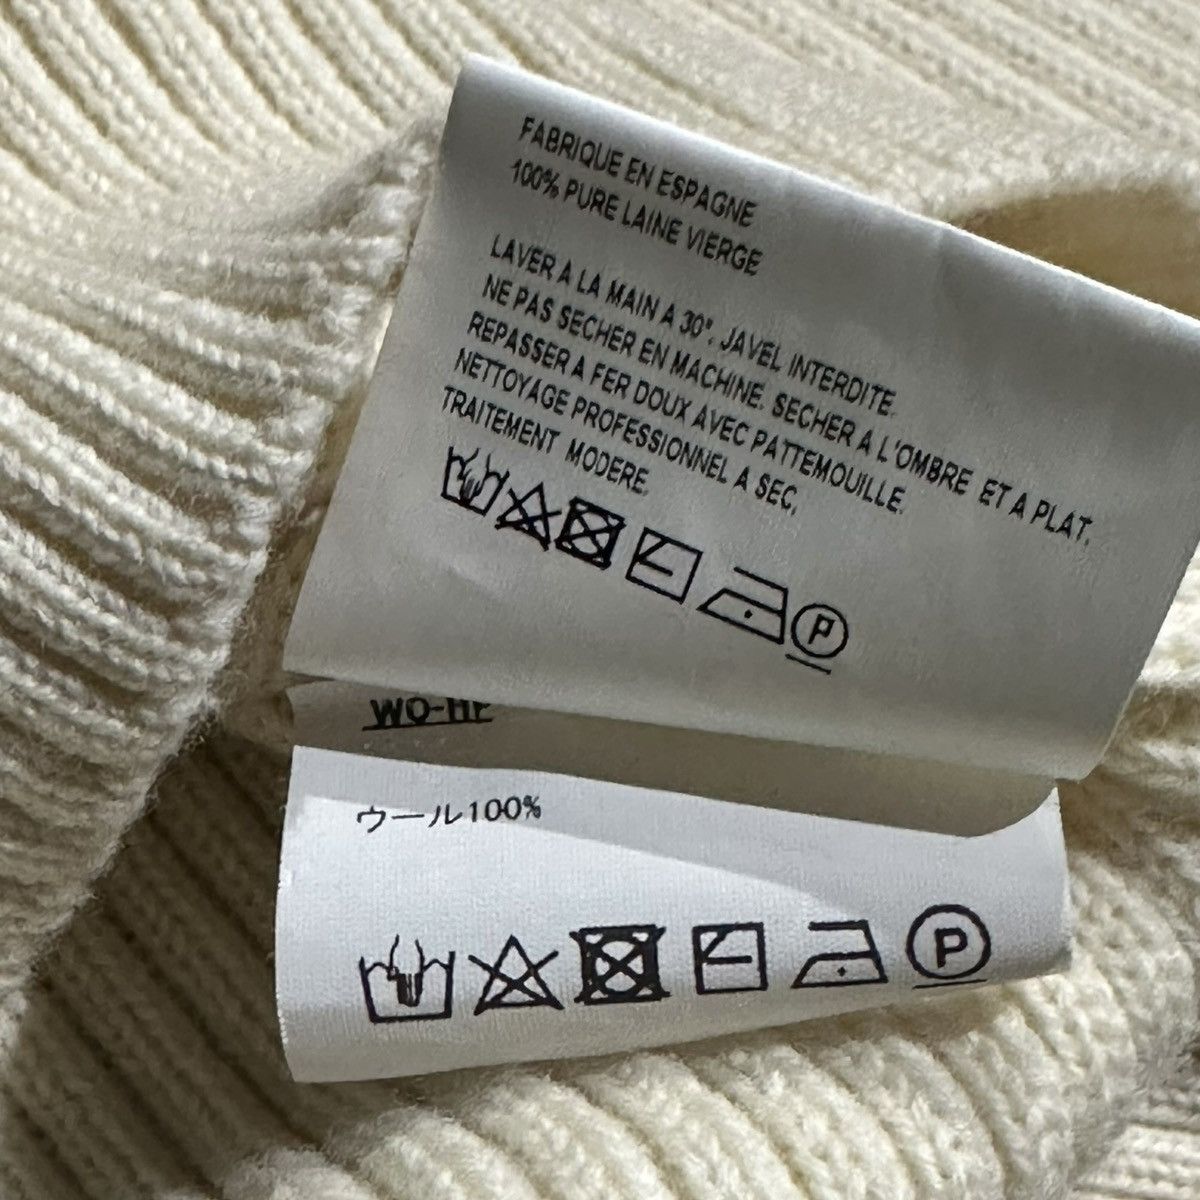 FABRIQUE EN ESPAGNE
100% PURE LAINE VIERGE
LAVER A LA MAIN A 30°. JAVEL INTERDITE.
NE PAS SECHER EN MACHINE. SECHER A L'OMBRE ET A PLAT.
REPASSER A FER DOUX AVEC PATTEMOUILLE.
NETTOYAGE PROFESSIONNEL A SEC,
TRAITEMENT MODERE.
P
ウール100%
P